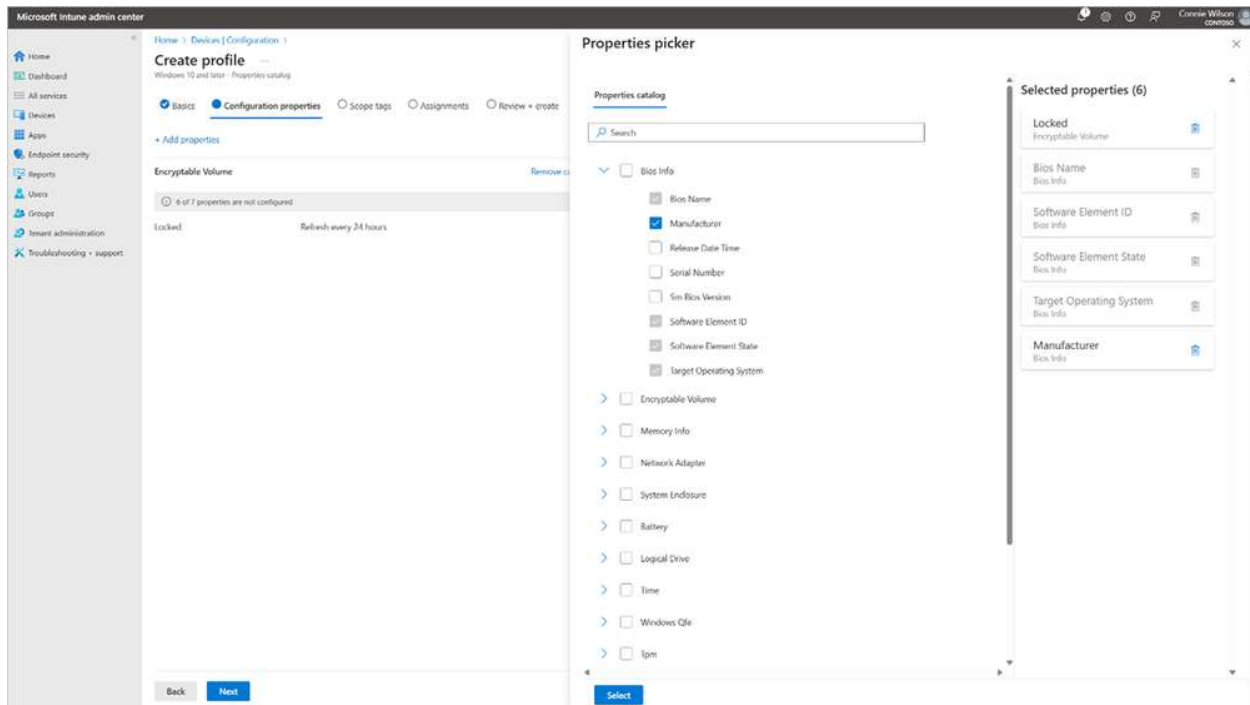 Microsoft Intune admin center
Connie Wilson
CONTOSO
Home
Dashboard
All services
Devices
Apps
Endpoint security
Reports
Users
Groups
Tenant administration
Troubleshooting + support
Home > Devices | Configuration >
Create profile ...
Windows 10 and later - Properties catalog
Basics Configuration properties Scope tags Assignments Review + create
+ Add properties
Encryptable Volume Remove ca
6 of 7 properties are not configured
Locked Refresh every 24 hours
Back Next
Properties picker
Properties catalog
Search
Bios Info
Bios Name
Manufacturer
Release Date Time
Serial Number
Sm Bios Version
Software Element ID
Software Element State
Target Operating System
Encryptable Volume
Memory Info
Network Adapter
System Enclosure
Battery
Logical Drive
Time
Windows Qfe
Tpm
Select
Selected properties (6)
Locked
Encryptable Volume
Bios Name
Bios Info
Software Element ID
Bios Info
Software Element State
Bios Info
Target Operating System
Bios Info
Manufacturer
Bios Info